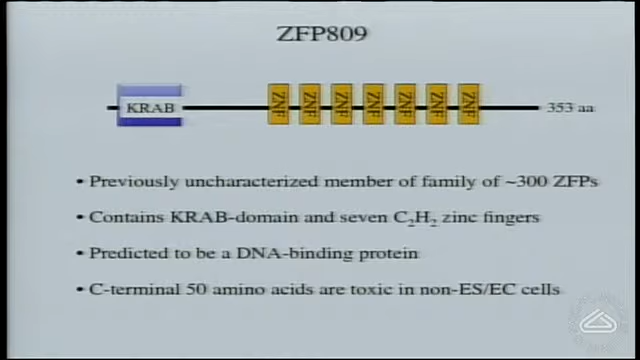 ZFP809
KRAB
ZNF ZNF ZNF ZNF ZNF ZNF ZNF
353 aa
• Previously uncharacterized member of family of ~300 ZFPs
• Contains KRAB-domain and seven C₂H₂ zinc fingers
• Predicted to be a DNA-binding protein
• C-terminal 50 amino acids are toxic in non-ES/EC cells